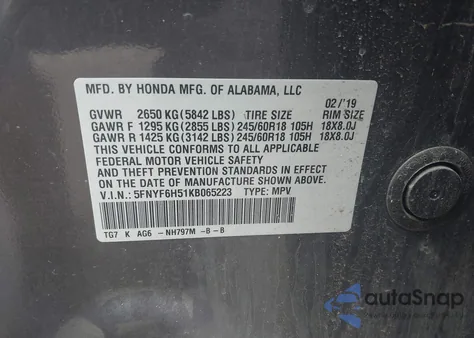 MFD. BY HONDA MFG. OF ALABAMA, LLC
02/'19
GVWR 2650 KG(5842 LBS) TIRE SIZE RIM SIZE
GAWR F 1295 KG(2855 LBS) 245/60R18 105H 18X8.0J
GAWR R 1425 KG(3142 LBS) 245/60R18 105H 18X8.0J
THIS VEHICLE CONFORMS TO ALL APPLICABLE
FEDERAL MOTOR VEHICLE SAFETY, BUMPER,
AND THEFT PREVENTION STANDARDS IN EFFECT
ON THE DATE OF MANUFACTURE SHOWN ABOVE.
V.I.N.: 5FNYF6H51KB065223 TYPE: MPV
TG7 K AG6 -NH797M -B -B
autoSnap
by AUTOBIDMASTER